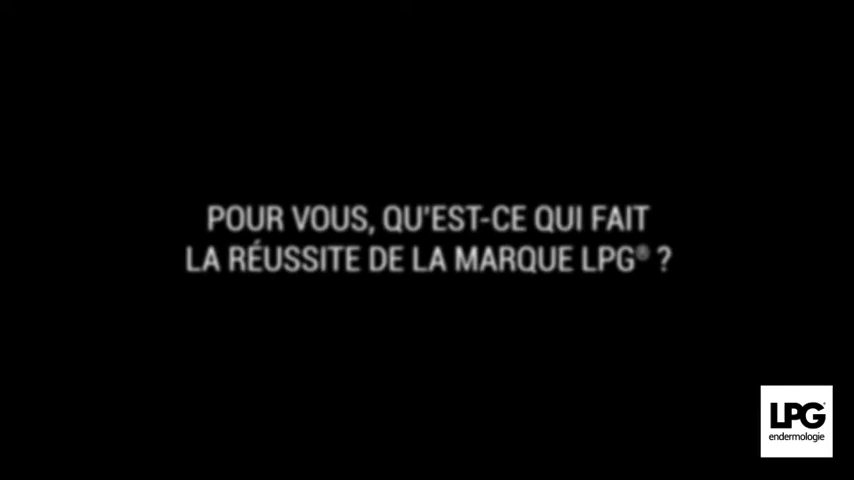 POUR VOUS, QU'EST-CE QUI FAIT
LA RÉUSSITE DE LA MARQUE LPG® ?
LPG®
endermologie